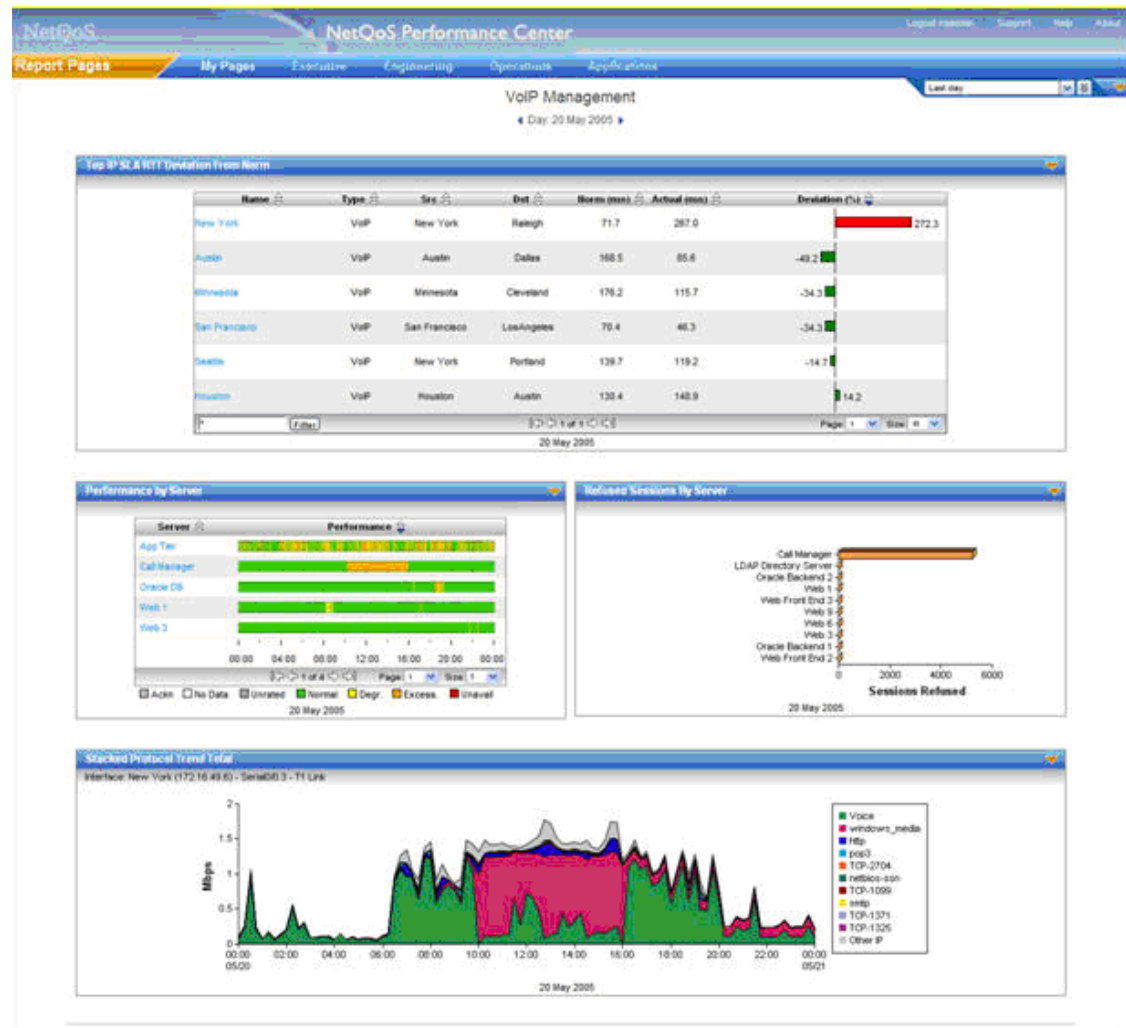 NetQoS
NetQoS Performance Center
Support Help About
Report Pages My Pages Executive Engineering Operations Applications
Last day
VoIP Management
Day: 20 May 2005
Top IP SLA RTT Deviation From Norm
Name Type Src Dst Norm (ms) Actual (ms) Deviation (%)
New York VoIP New York Raleigh 71.7 267.0 272.3
Austin VoIP Austin Dallas 168.5 85.6 -49.2
Minnesota VoIP Minnesota Cleveland 176.2 115.7 -34.3
San Francisco VoIP San Francisco LosAngeles 70.4 46.3 -34.3
Seattle VoIP New York Portland 139.7 119.2 -14.7
Houston VoIP Houston Austin 130.4 148.9 14.2
* Filter 1 of 1 Page 1 Size
20 May 2005
Performance by Server
Server Performance
App Tier
Call Manager
Oracle DB
Web 1
Web 3
00:00 04:00 08:00 12:00 16:00 20:00 00:00
1 of 4 Page 1 Size
Ackn No Data Unrated Normal Degr. Excess. Unavail
20 May 2005
Refused Sessions By Server
Call Manager
LDAP Directory Server
Oracle Backend 2
Web 1
Web Front End 3
Web 9
Web 6
Web 3
Oracle Backend 1
Web Front End 2
0 2000 4000 6000
Sessions Refused
20 May 2005
Stacked Protocol Trend Total
Interface: New York (172.16.49.6) - Serial0/0.3 - T1 Link
2
1.5
1
0.5
0
Mbps
00:00 02:00 04:00 06:00 08:00 10:00 12:00 14:00 16:00 18:00 20:00 22:00 00:00
05/20 05/21
20 May 2005
Voice
windows_media
http
pop3
TCP-2704
netbios-ssn
TCP-1099
smtp
TCP-1371
TCP-1325
Other IP